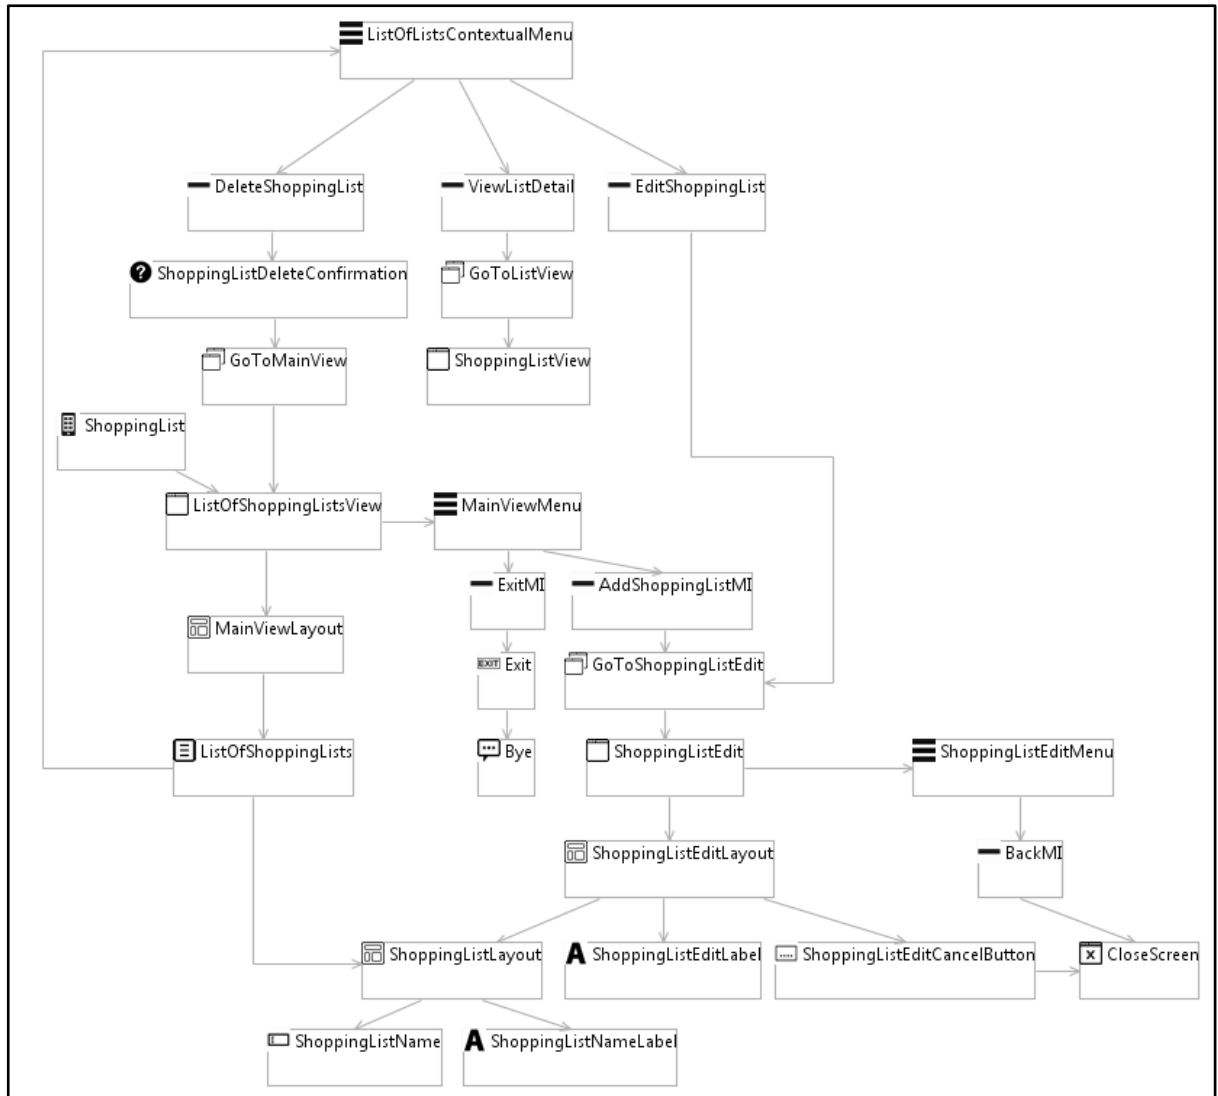 ListOfListsContextualMenu
DeleteShoppingList
ViewListDetail
EditShoppingList
ShoppingListDeleteConfirmation
GoToListView
GoToMainView
ShoppingListView
ShoppingList
ListOfShoppingListsView
MainViewMenu
ExitMI
AddShoppingListMI
MainViewLayout
EXIT Exit
GoToShoppingListEdit
ListOfShoppingLists
Bye
ShoppingListEdit
ShoppingListEditMenu
ShoppingListEditLayout
BackMI
ShoppingListLayout
A ShoppingListEditLabel
ShoppingListEditCancelButton
CloseScreen
ShoppingListName
A ShoppingListNameLabel